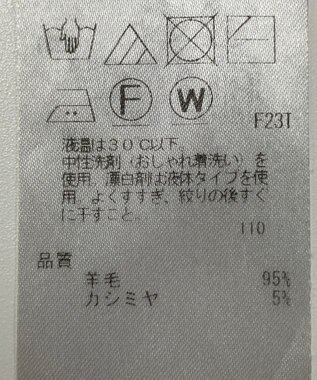 F W
F23T
液温は30℃以下。
中性洗剤（おしゃれ着洗い）を
使用。漂白剤は液体タイプを使
用。よくすすぎ、絞りの後すぐ
に干すこと。
110
品質
羊毛 95%
カシミヤ 5%